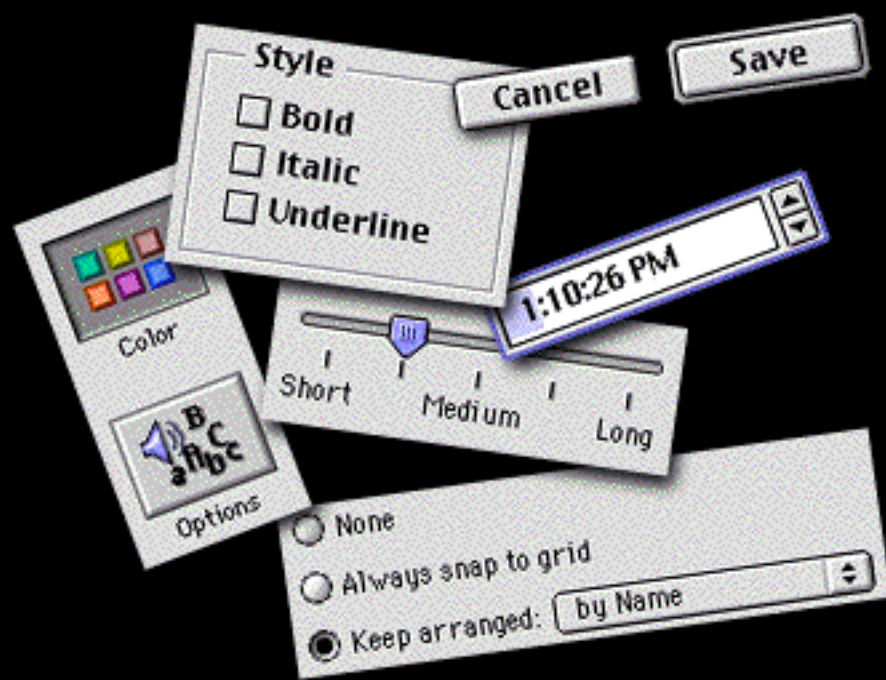 Style
Bold
Italic
Underline
Cancel
Save
1:10:26 PM
Color
Options
Short
Medium
Long
None
Always snap to grid
Keep arranged: by Name